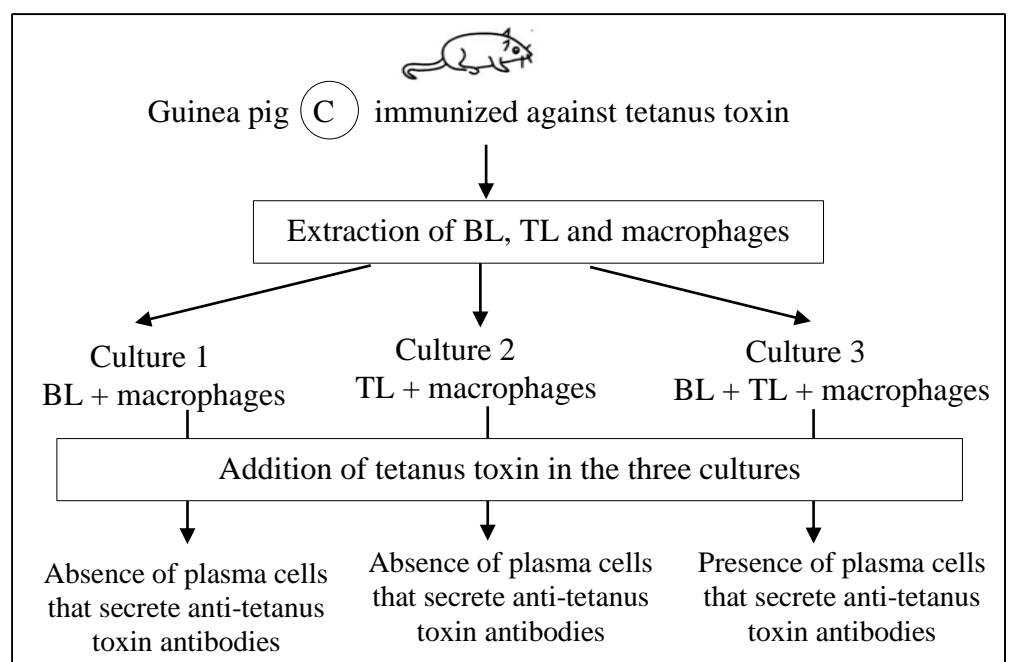 Guinea pig C immunized against tetanus toxin
Extraction of BL, TL and macrophages
Culture 1
BL + macrophages
Culture 2
TL + macrophages
Culture 3
BL + TL + macrophages
Addition of tetanus toxin in the three cultures
Absence of plasma cells
that secrete anti-tetanus
toxin antibodies
Absence of plasma cells
that secrete anti-tetanus
toxin antibodies
Presence of plasma cells
that secrete anti-tetanus
toxin antibodies